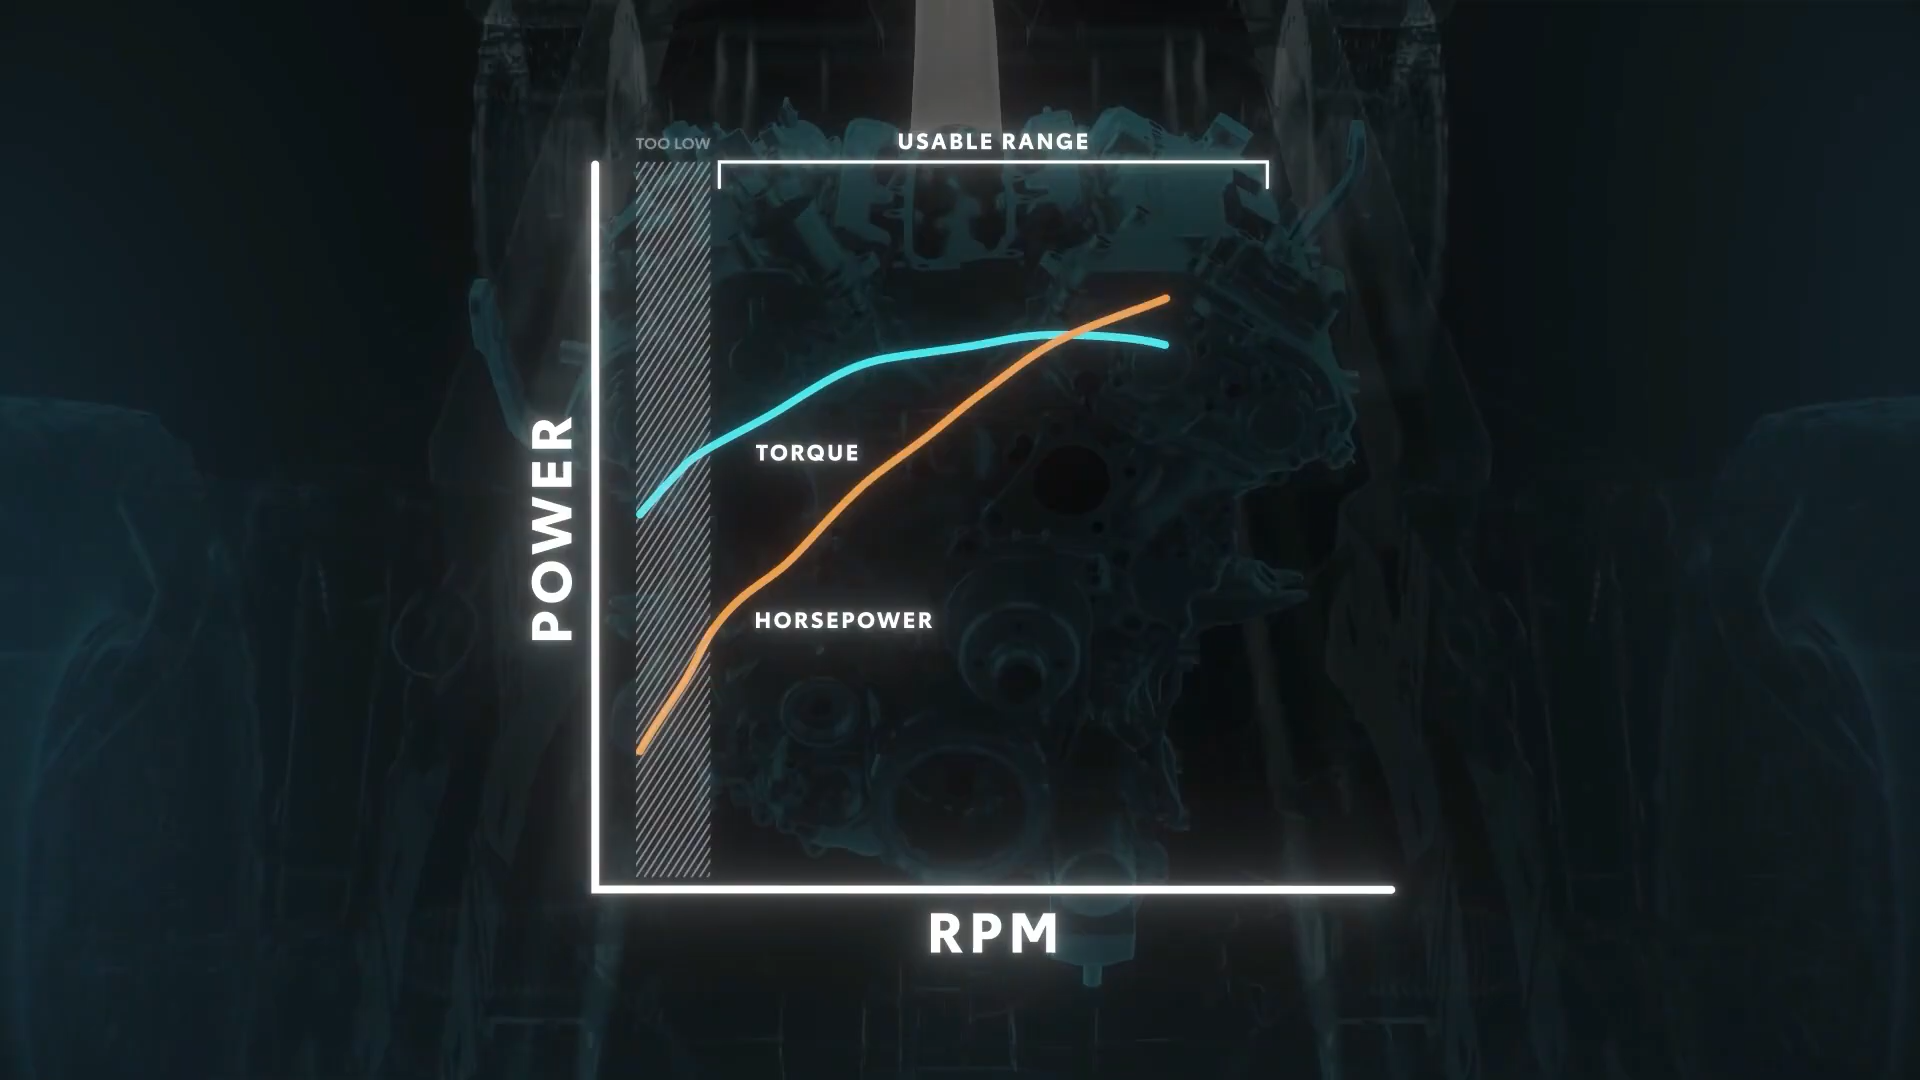 TOO LOW
USABLE RANGE
TORQUE
POWER
HORSEPOWER
RPM